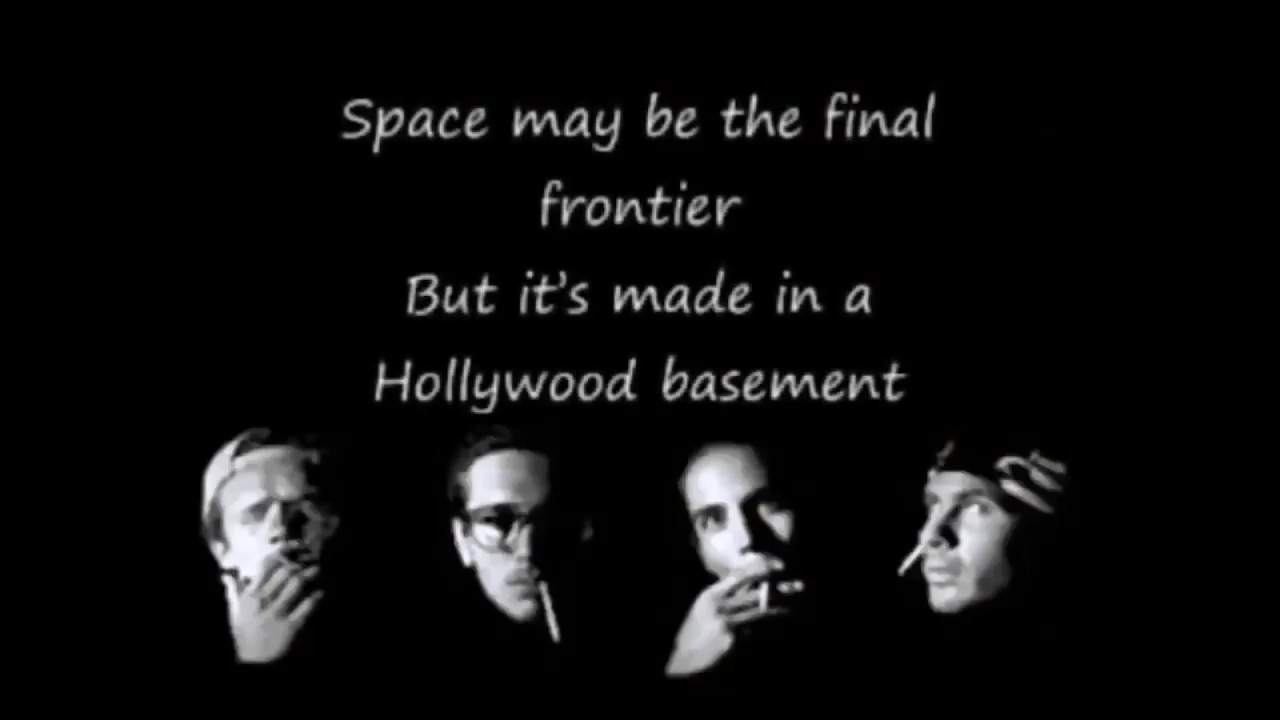 Space may be the final
frontier
But it's made in a
Hollywood basement